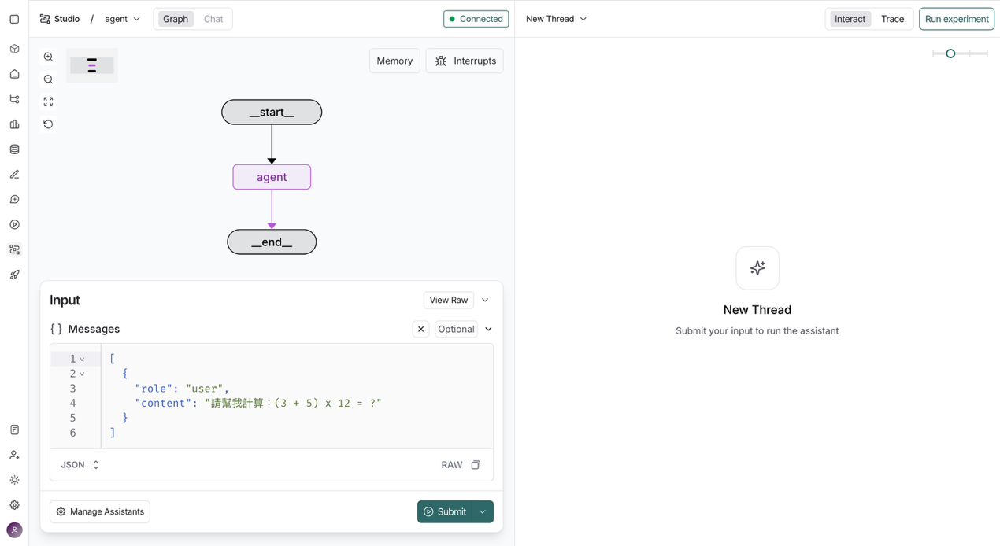 Studio / agent
Graph Chat
Connected
New Thread
Interact Trace
Run experiment
Memory
Interrupts
__start__
agent
__end__
Input
View Raw
{ } Messages
Optional
1 [
2 {
3 "role": "user",
4 "content": "請幫我計算：(3 + 5) x 12 = ?"
5 }
6 ]
JSON
RAW
Manage Assistants
Submit
New Thread
Submit your input to run the assistant